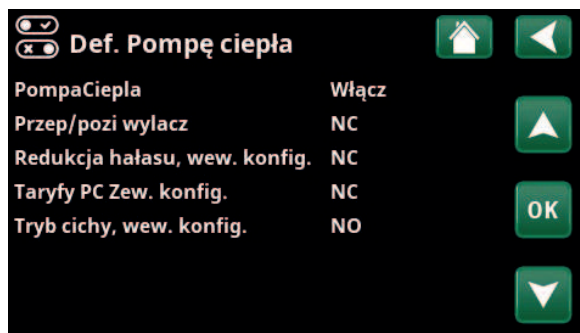 Def. Pompę ciepła
PompaCiepla Włącz
Przep/pozi wylacz NC
Redukcja hałasu, wew. konfig. NC
Taryfy PC Zew. konfig. NC
OK
Tryb cichy, wew. konfig. NO